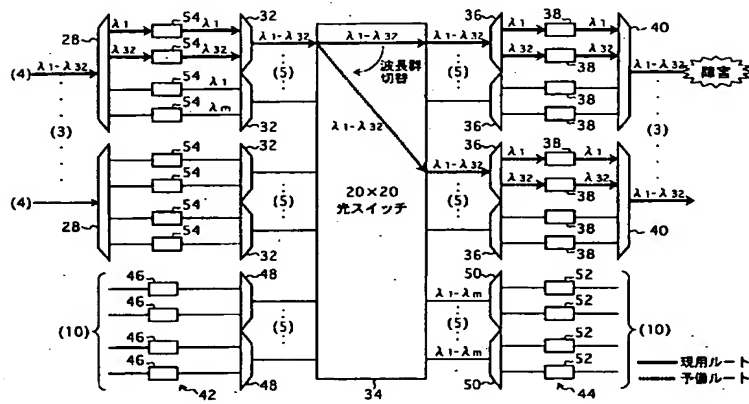 28
λ1
54
λ1
32
λ32
54
λ32
54
λ1
54
λm
32
(4)
λ1-λ32
(3)
λ1-λ32
(5)
λ1-λ37
波長群
切替
λ1-λ32
20×20
光スイッチ
34
λ1-λ32
(5)
36
λ1
38
λ1
40
λ32
38
λ32
38
38
36
λ1-λ32
障害
(3)
(4)
28
54
54
54
54
32
32
(5)
λ1-λ32
(5)
36
λ1
38
λ1
λ32
38
λ32
38
38
36
40
λ1-λ32
(10)
46
46
46
46
42
48
48
(5)
λ1-λm
(5)
λ1-λm
50
50
52
52
52
52
44
(10)
現用ルート
予備ルート